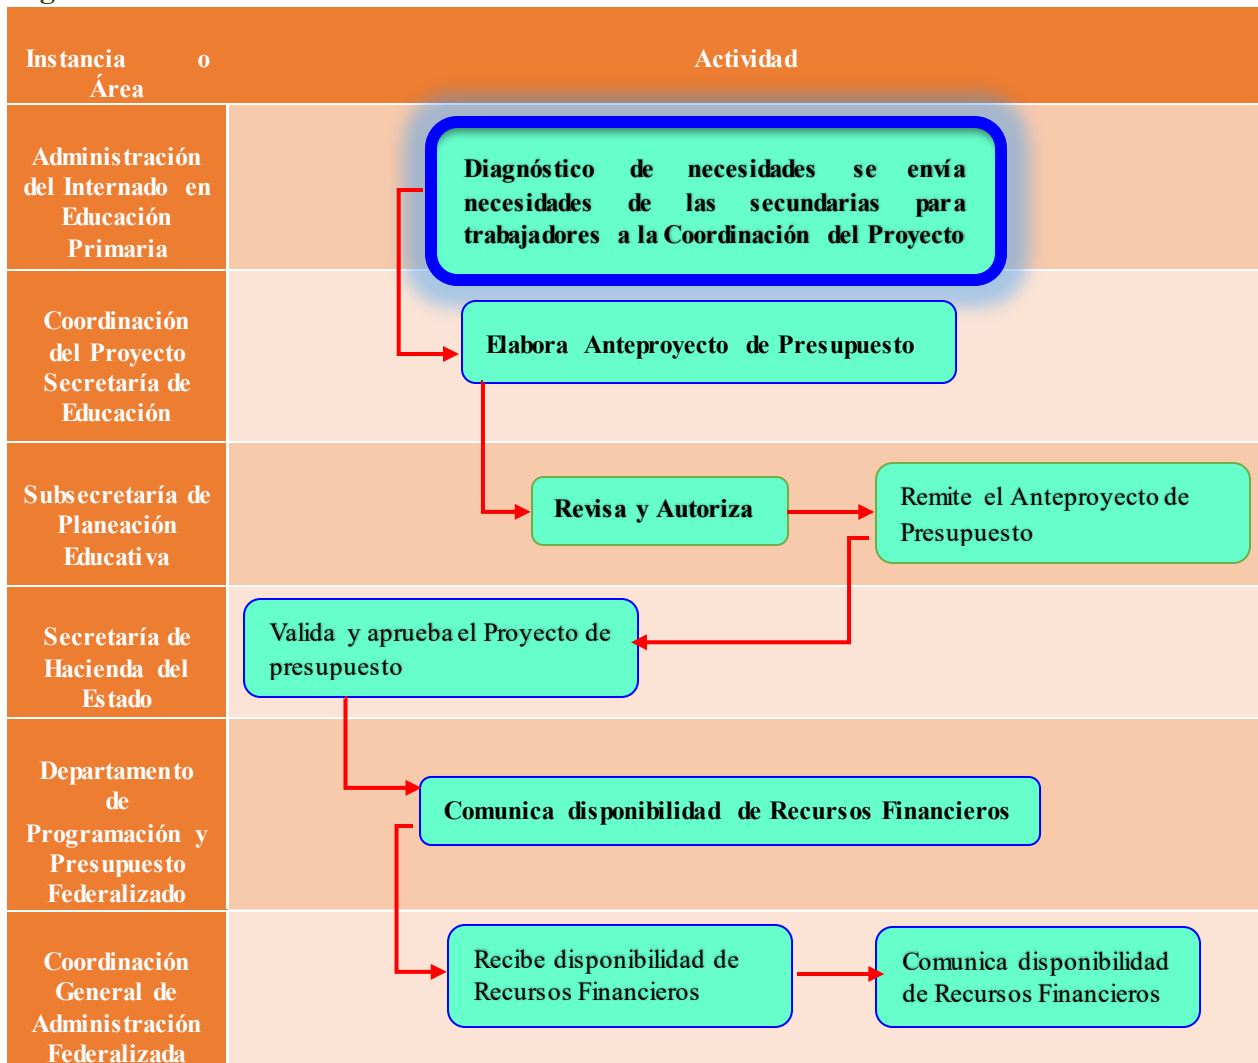 Instancia o
Área
Actividad
Administración
del Internado en
Educación
Primaria
Diagnóstico de necesidades se envía
necesidades de las secundarias para
trabajadores a la Coordinación del Proyecto
Coordinación
del Proyecto
Secretaría de
Educación
Elabora Anteproyecto de Presupuesto
Subsecretaría de
Planeación
Educativa
Revisa y Autoriza
Remite el Anteproyecto de
Presupuesto
Secretaría de
Hacienda del
Estado
Valida y aprueba el Proyecto de
presupuesto
Departamento
de
Programación y
Presupuesto
Federalizado
Comunica disponibilidad de Recursos Financieros
Coordinación
General de
Administración
Federalizada
Recibe disponibilidad de
Recursos Financieros
Comunica disponibilidad
de Recursos Financieros